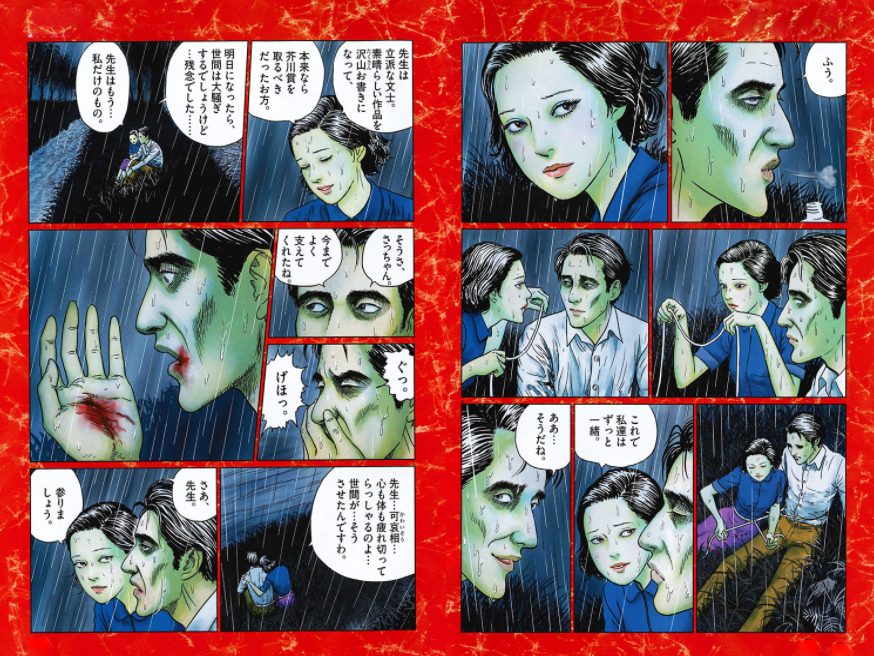 ふう。
これで
私達は
ずっと
一緒。
ああ…
そうだね。
先生は
立派な文士。
素晴らしい作品を
沢山お書きに
なって、
本来なら
芥川賞を
取るべき
だったお方。
明日になったら、
世間は大騒ぎ
するでしょうけど
…残念でした……
先生はもう…
私だけのもの。
そうさ、
さっちゃん。
今まで
よく
支えて
くれたね。
ぐっ。
げほっ。
先生…可哀相…
かわいそう
心も体も疲れ切って
らっしゃるのよ…
世間が…そう
させたんですわ。
さあ、
先生。
参りま
しょう。